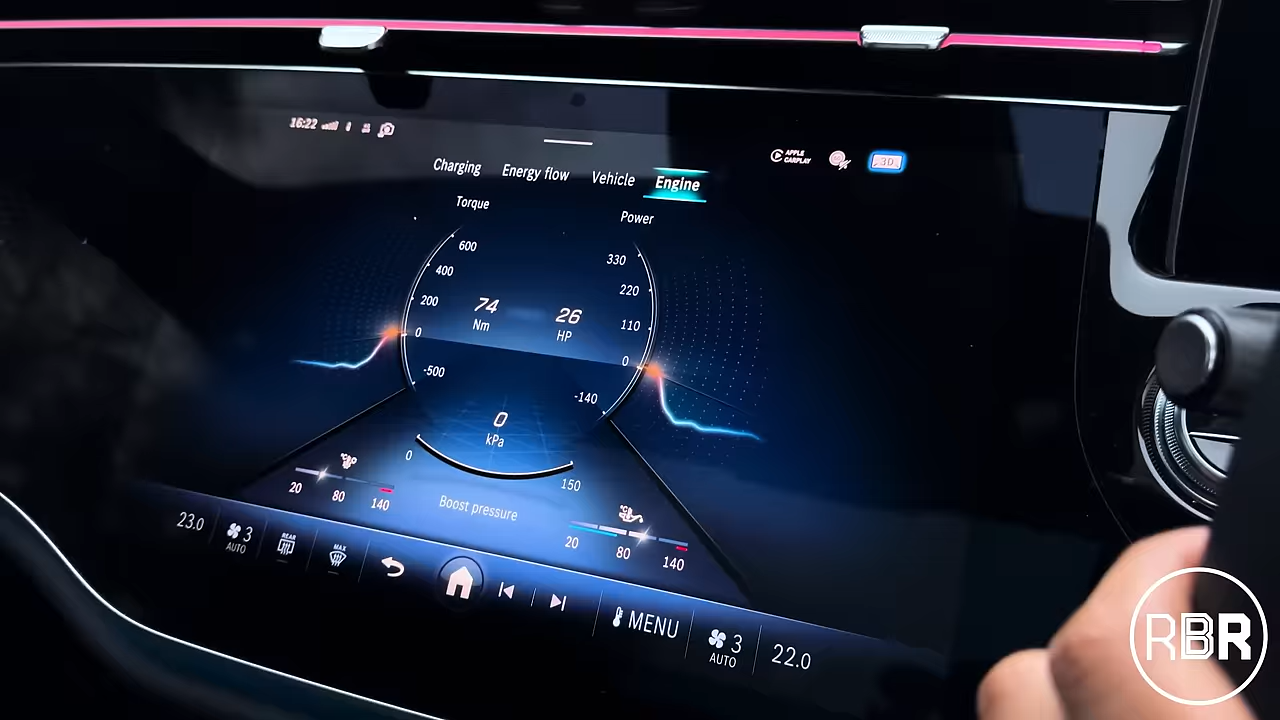 16:22
APPLE CARPLAY
3D
Charging Energy flow Vehicle Engine
Torque Power
600
400
200
0
-500
330
220
110
0
-140
74
Nm
26
HP
0
kPa
0 150
Boost pressure
°C
20 80 140
°C
20 80 140
23.0
3
AUTO
REAR
MAX
MENU
3
AUTO
22.0
RBR